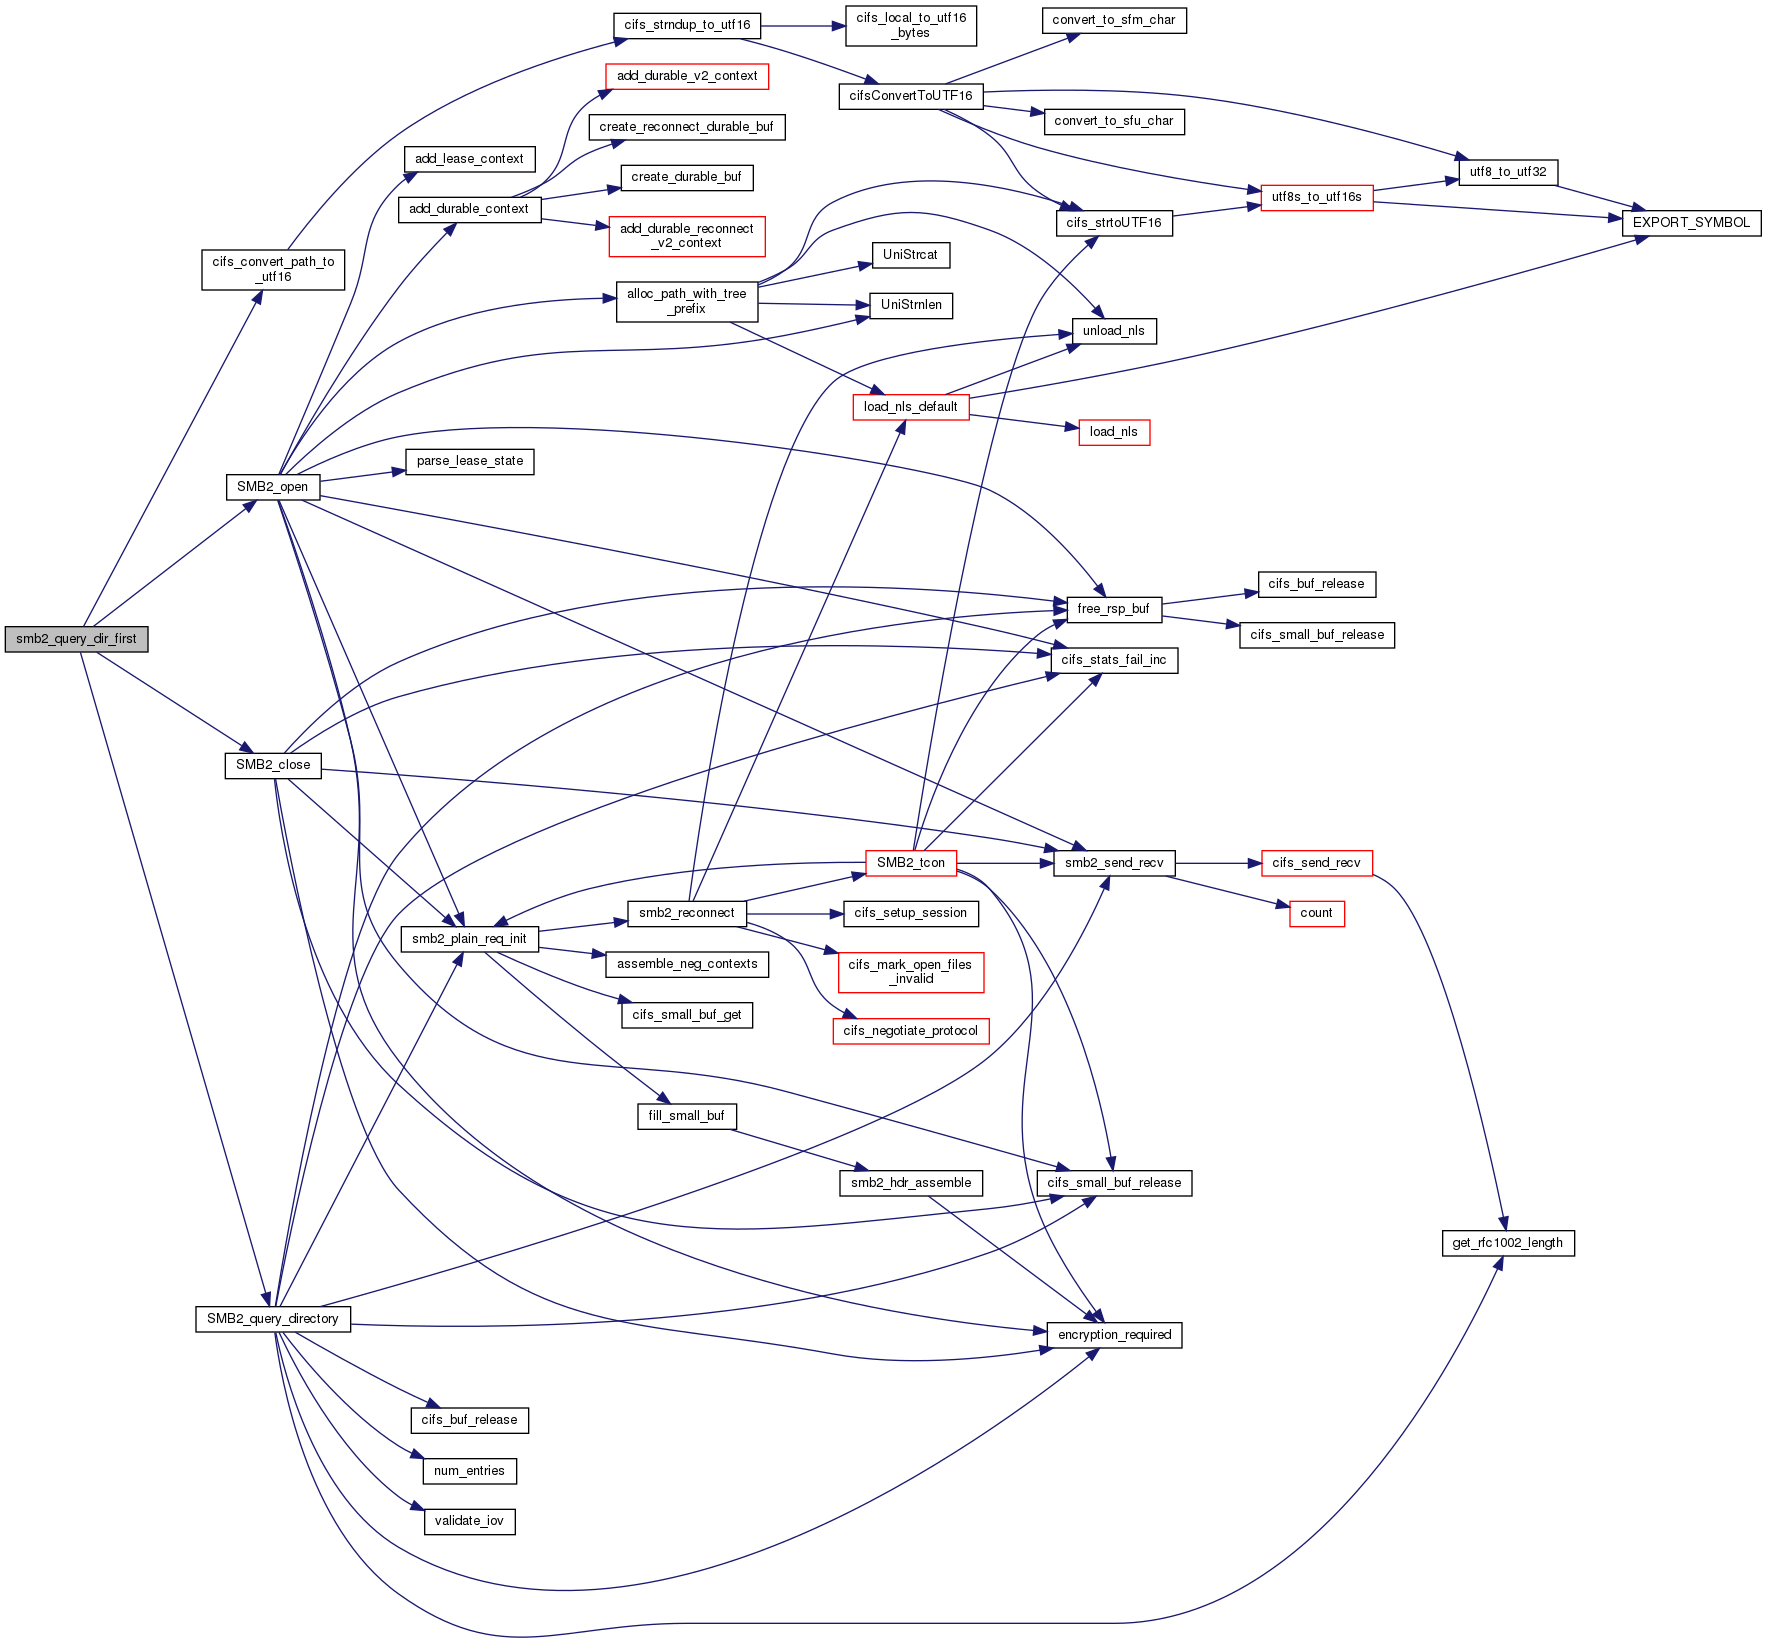 smb2_query_dir_first
cifs_convert_path_to
_utf16
SMB2_open
SMB2_close
SMB2_query_directory
add_lease_context
add_durable_context
parse_lease_state
smb2_plain_req_init
cifs_buf_release
num_entries
validate_iov
cifs_strndup_to_utf16
add_durable_v2_context
create_reconnect_durable_buf
create_durable_buf
add_durable_reconnect
_v2_context
alloc_path_with_tree
_prefix
smb2_reconnect
assemble_neg_contexts
cifs_small_buf_get
fill_small_buf
cifs_local_to_utf16
_bytes
cifsConvertToUTF16
UniStrcat
UniStrnlen
load_nls_default
SMB2_tcon
cifs_setup_session
cifs_mark_open_files
_invalid
cifs_negotiate_protocol
smb2_hdr_assemble
convert_to_sfm_char
convert_to_sfu_char
cifs_strtoUTF16
unload_nls
load_nls
free_rsp_buf
cifs_stats_fail_inc
smb2_send_recv
cifs_small_buf_release
encryption_required
utf8s_to_utf16s
cifs_buf_release
cifs_small_buf_release
cifs_send_recv
count
utf8_to_utf32
get_rfc1002_length
EXPORT_SYMBOL